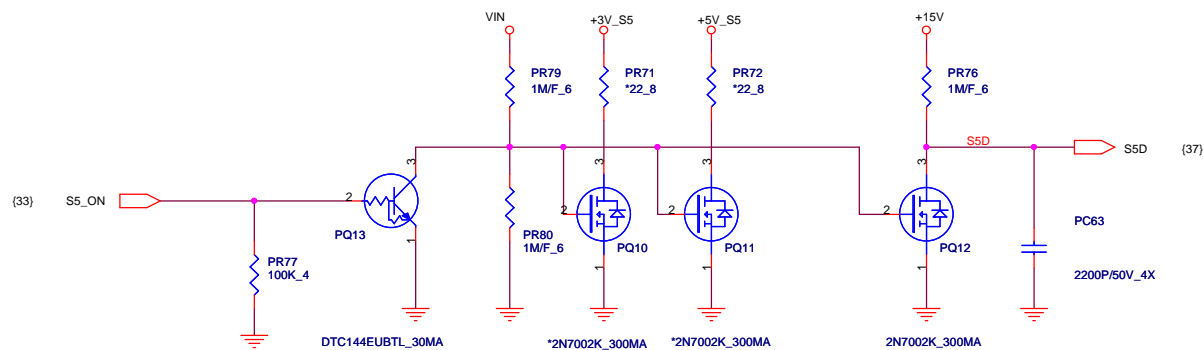 VIN
+3V_S5
+5V_S5
+15V
PR79
1M/F_6
PR71
*22_8
PR72
*22_8
PR76
1M/F_6
S5D
S5D
{37}
3
3
3
3
{33}
S5_ON
2
2
2
2
PQ13
PR80
1M/F_6
PQ10
PQ11
PQ12
PC63
2200P/50V_4X
1
1
1
1
PR77
100K_4
DTC144EUBTL_30MA
*2N7002K_300MA
*2N7002K_300MA
2N7002K_300MA